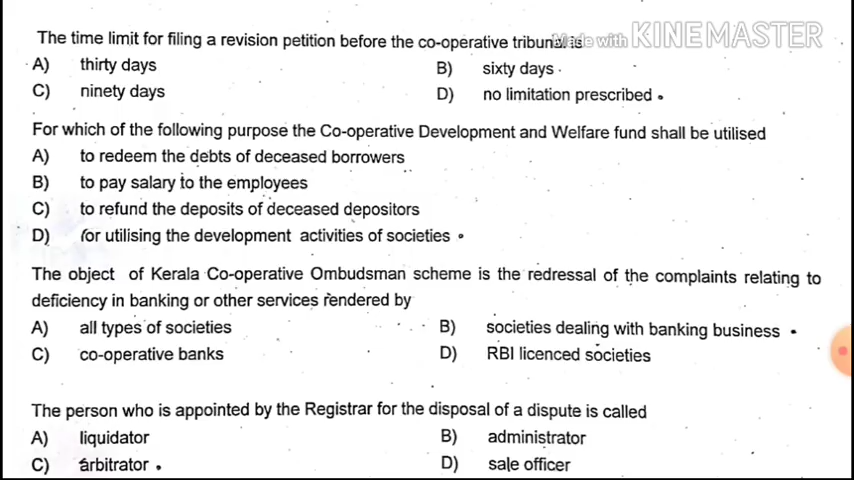 The time limit for filing a revision petition before the co-operative tribunal is
Made with KINEMASTER
A) thirty days B) sixty days
C) ninety days D) no limitation prescribed
For which of the following purpose the Co-operative Development and Welfare fund shall be utilised
A) to redeem the debts of deceased borrowers
B) to pay salary to the employees
C) to refund the deposits of deceased depositors
D) for utilising the development activities of societies
The object of Kerala Co-operative Ombudsman scheme is the redressal of the complaints relating to
deficiency in banking or other services rendered by
A) all types of societies B) societies dealing with banking business
C) co-operative banks D) RBI licenced societies
The person who is appointed by the Registrar for the disposal of a dispute is called
A) liquidator B) administrator
C) arbitrator D) sale officer